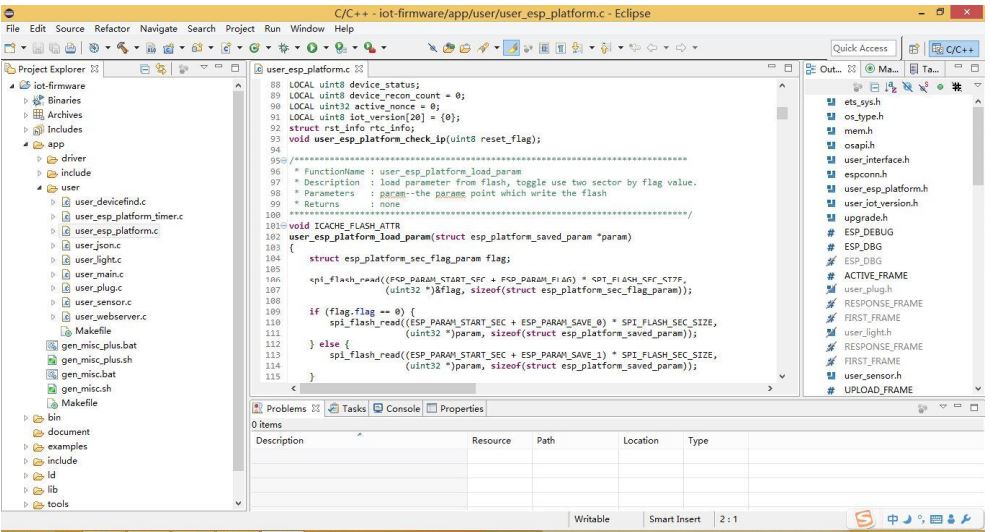 C/C++ - iot-firmware/app/user/user_esp_platform.c - Eclipse
File Edit Source Refactor Navigate Search Project Run Window Help
Quick Access
C/C++
Project Explorer
iot-firmware
Binaries
Archives
Includes
app
driver
include
user
user_devicefind.c
user_esp_platform_timer.c
user_esp_platform.c
user_json.c
user_light.c
user_main.c
user_plug.c
user_sensor.c
user_webserver.c
Makefile
gen_misc_plus.bat
gen_misc_plus.sh
gen_misc.bat
gen_misc.sh
Makefile
bin
document
examples
include
ld
lib
tools
user_esp_platform.c
88 LOCAL uint8 device_status;
89 LOCAL uint8 device_recon_count = 0;
90 LOCAL uint32 active_nonce = 0;
91 LOCAL uint8 iot_version[20] = {0};
92 struct rst_info rtc_info;
93 void user_esp_platform_check_ip(uint8 reset_flag);
94
95 /******************************************************************************
96 * FunctionName : user_esp_platform_load_param
97 * Description : load parameter from flash, toggle use two sector by flag value.
98 * Parameters : param--the parame point which write the flash
99 * Returns : none
100 *******************************************************************************/
101 void ICACHE_FLASH_ATTR
102 user_esp_platform_load_param(struct esp_platform_saved_param *param)
103 {
104 struct esp_platform_sec_flag_param flag;
105
106 spi_flash_read((ESP_PARAM_START_SEC + ESP_PARAM_FLAG) * SPI_FLASH_SEC_SIZE,
107 (uint32 *)&flag, sizeof(struct esp_platform_sec_flag_param));
108
109 if (flag.flag == 0) {
110 spi_flash_read((ESP_PARAM_START_SEC + ESP_PARAM_SAVE_0) * SPI_FLASH_SEC_SIZE,
111 (uint32 *)param, sizeof(struct esp_platform_saved_param));
112 } else {
113 spi_flash_read((ESP_PARAM_START_SEC + ESP_PARAM_SAVE_1) * SPI_FLASH_SEC_SIZE,
114 (uint32 *)param, sizeof(struct esp_platform_saved_param));
115 }
Out... Ma... Ta...
ets_sys.h
os_type.h
mem.h
osapi.h
user_interface.h
espconn.h
user_esp_platform.h
user_iot_version.h
upgrade.h
ESP_DEBUG
ESP_DBG
ESP_DBG
ACTIVE_FRAME
user_plug.h
RESPONSE_FRAME
FIRST_FRAME
user_light.h
RESPONSE_FRAME
FIRST_FRAME
user_sensor.h
UPLOAD_FRAME
Problems Tasks Console Properties
0 items
Description Resource Path Location Type
Writable Smart Insert 2 : 1
中